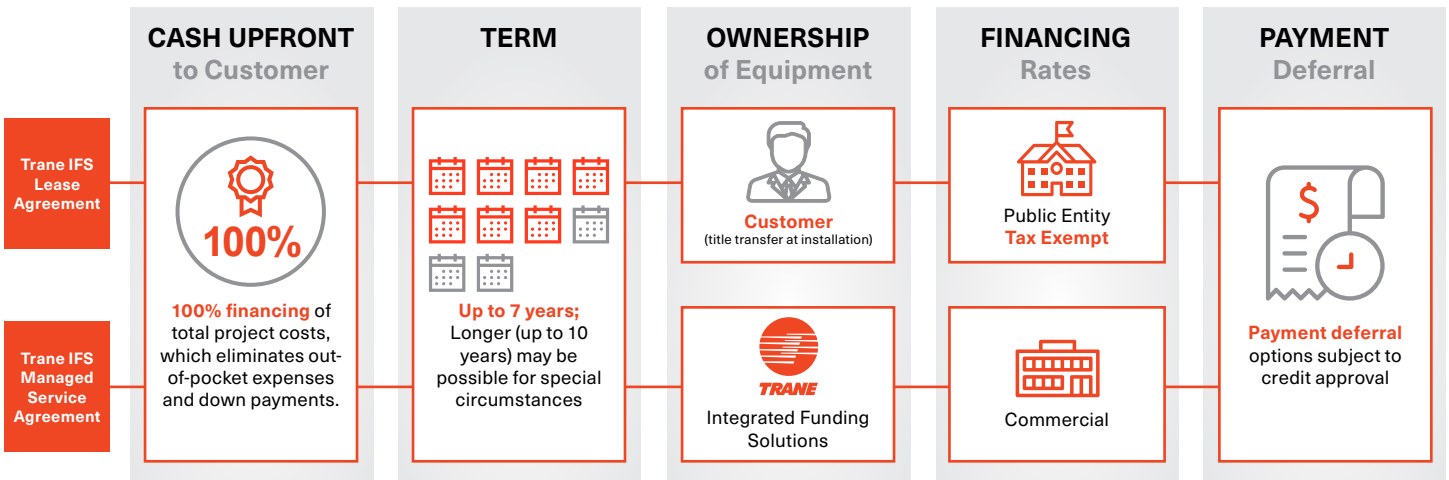 CASH UPFRONT
to Customer
TERM
OWNERSHIP
of Equipment
FINANCING
Rates
PAYMENT
Deferral
Trane IFS
Lease
Agreement
Trane IFS
Managed
Service
Agreement
100%
100% financing of
total project costs,
which eliminates out-
of-pocket expenses
and down payments.
Up to 7 years;
Longer (up to 10
years) may be
possible for special
circumstances
Customer
(title transfer at installation)
TRANE
Integrated Funding
Solutions
Public Entity
Tax Exempt
Commercial
$
Payment deferral
options subject to
credit approval